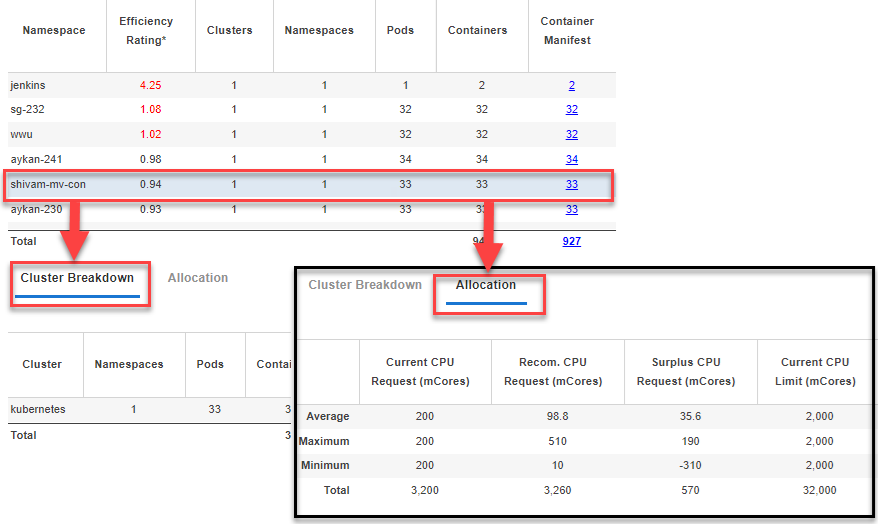 Namespace Efficiency Rating* Clusters Namespaces Pods Containers Container Manifest
jenkins 4.25 1 1 1 2 2
sg-232 1.08 1 1 32 32 32
wwu 1.02 1 1 32 32 32
aykan-241 0.98 1 1 34 34 34
shivam-mv-con 0.94 1 1 33 33 33
aykan-230 0.93 1 1 33 33 33
Total 94 927
Cluster Breakdown Allocation
Cluster Namespaces Pods Contai
kubernetes 1 33 3
Total 3
Cluster Breakdown Allocation
Current CPU Request (mCores) Recom. CPU Request (mCores) Surplus CPU Request (mCores) Current CPU Limit (mCores)
Average 200 98.8 35.6 2,000
Maximum 200 510 190 2,000
Minimum 200 10 -310 2,000
Total 3,200 3,260 570 32,000